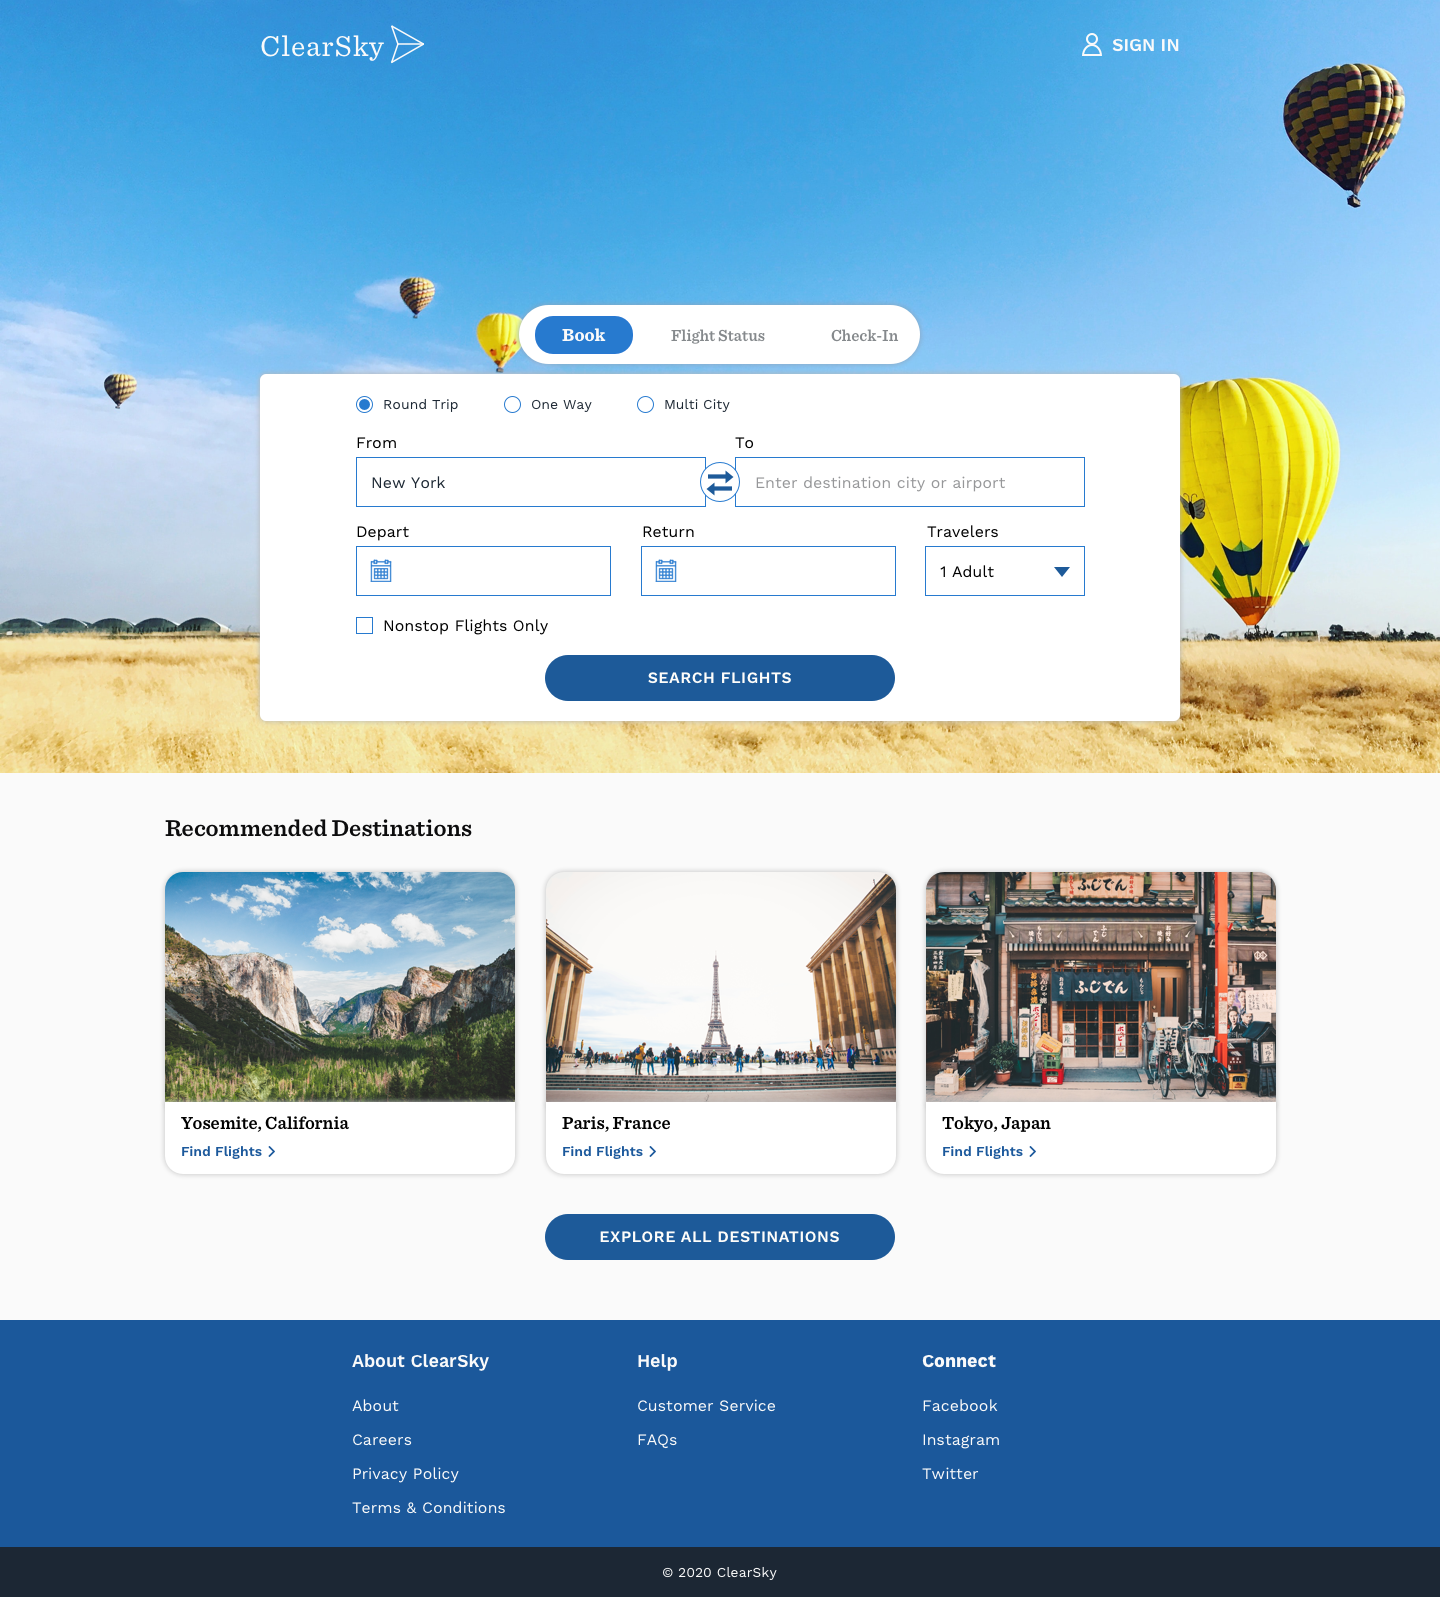 ClearSky
SIGN IN
Book
Flight Status
Check-In
Round Trip
One Way
Multi City
From
To
New York
Enter destination city or airport
Depart
Return
Travelers
1 Adult
Nonstop Flights Only
SEARCH FLIGHTS
Recommended Destinations
ふじでん
ふじでん
Yosemite, California
Find Flights
Paris, France
Find Flights
Tokyo, Japan
Find Flights
EXPLORE ALL DESTINATIONS
About ClearSky
Help
Connect
About
Customer Service
Facebook
Careers
FAQs
Instagram
Privacy Policy
Twitter
Terms & Conditions
© 2020 ClearSky